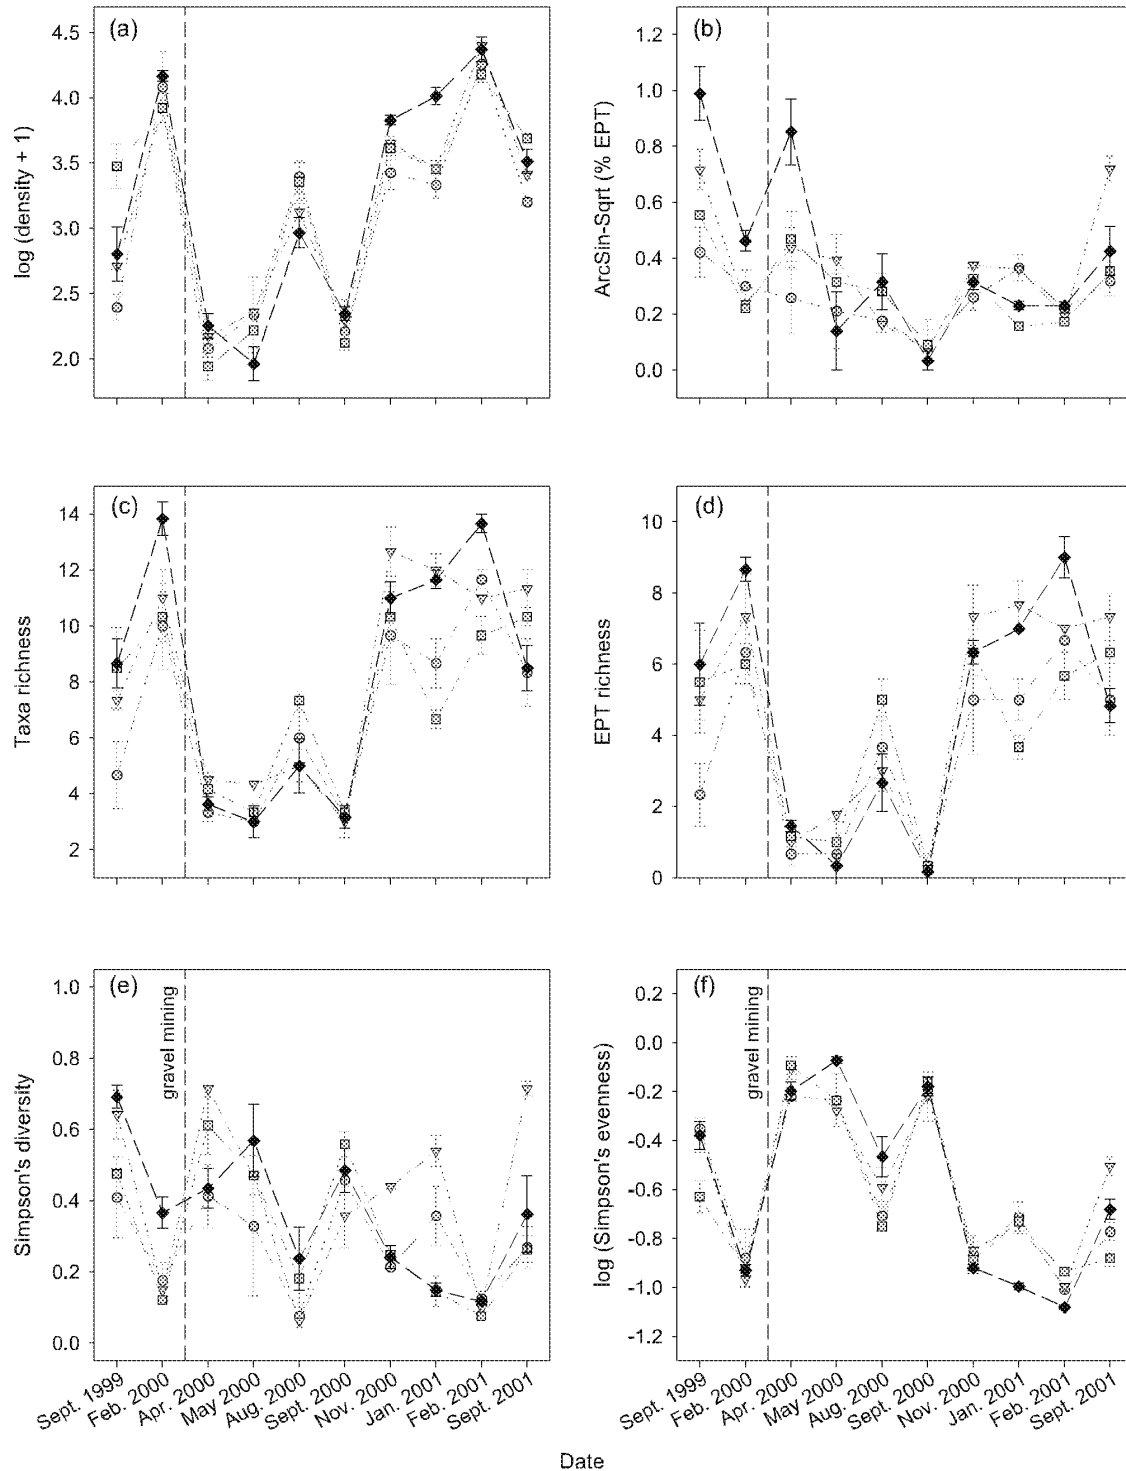 (a)
4.5
4.0
3.5
3.0
2.5
2.0
log (density + 1)
(b)
1.2
1.0
0.8
0.6
0.4
0.2
0.0
ArcSin-Sqrt (% EPT)
(c)
14
12
10
8
6
4
2
Taxa richness
(d)
10
8
6
4
2
0
EPT richness
(e)
gravel mining
1.0
0.8
0.6
0.4
0.2
0.0
Simpson's diversity
Sept. 1999
Feb. 2000
Apr. 2000
May 2000
Aug. 2000
Sept. 2000
Nov. 2000
Jan. 2001
Feb. 2001
Sept. 2001
(f)
gravel mining
0.2
0.0
-0.2
-0.4
-0.6
-0.8
-1.0
-1.2
log (Simpson's evenness)
Sept. 1999
Feb. 2000
Apr. 2000
May 2000
Aug. 2000
Sept. 2000
Nov. 2000
Jan. 2001
Feb. 2001
Sept. 2001
Date